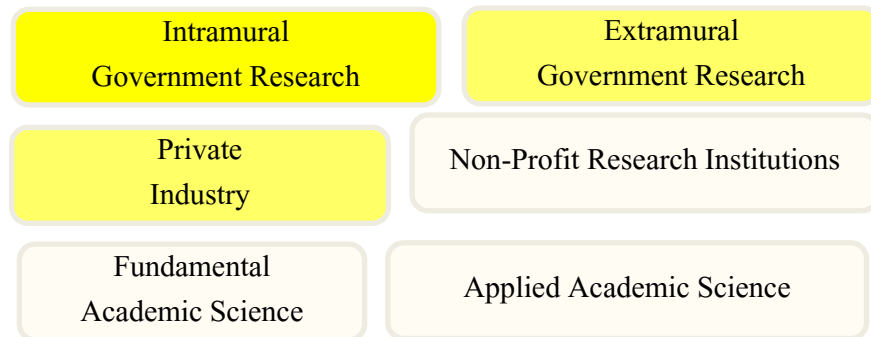 Intramural
Government Research
Extramural
Government Research
Private
Industry
Non-Profit Research Institutions
Fundamental
Academic Science
Applied Academic Science